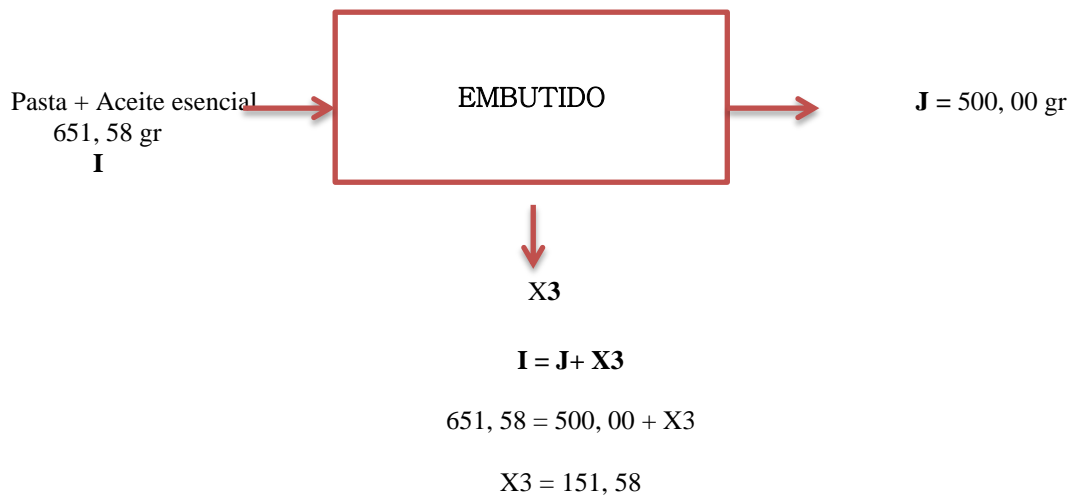 EMBUTIDO
Pasta + Aceite esencial
651, 58 gr
I
J = 500, 00 gr
X3
I = J+ X3
651, 58 = 500, 00 + X3
X3 = 151, 58